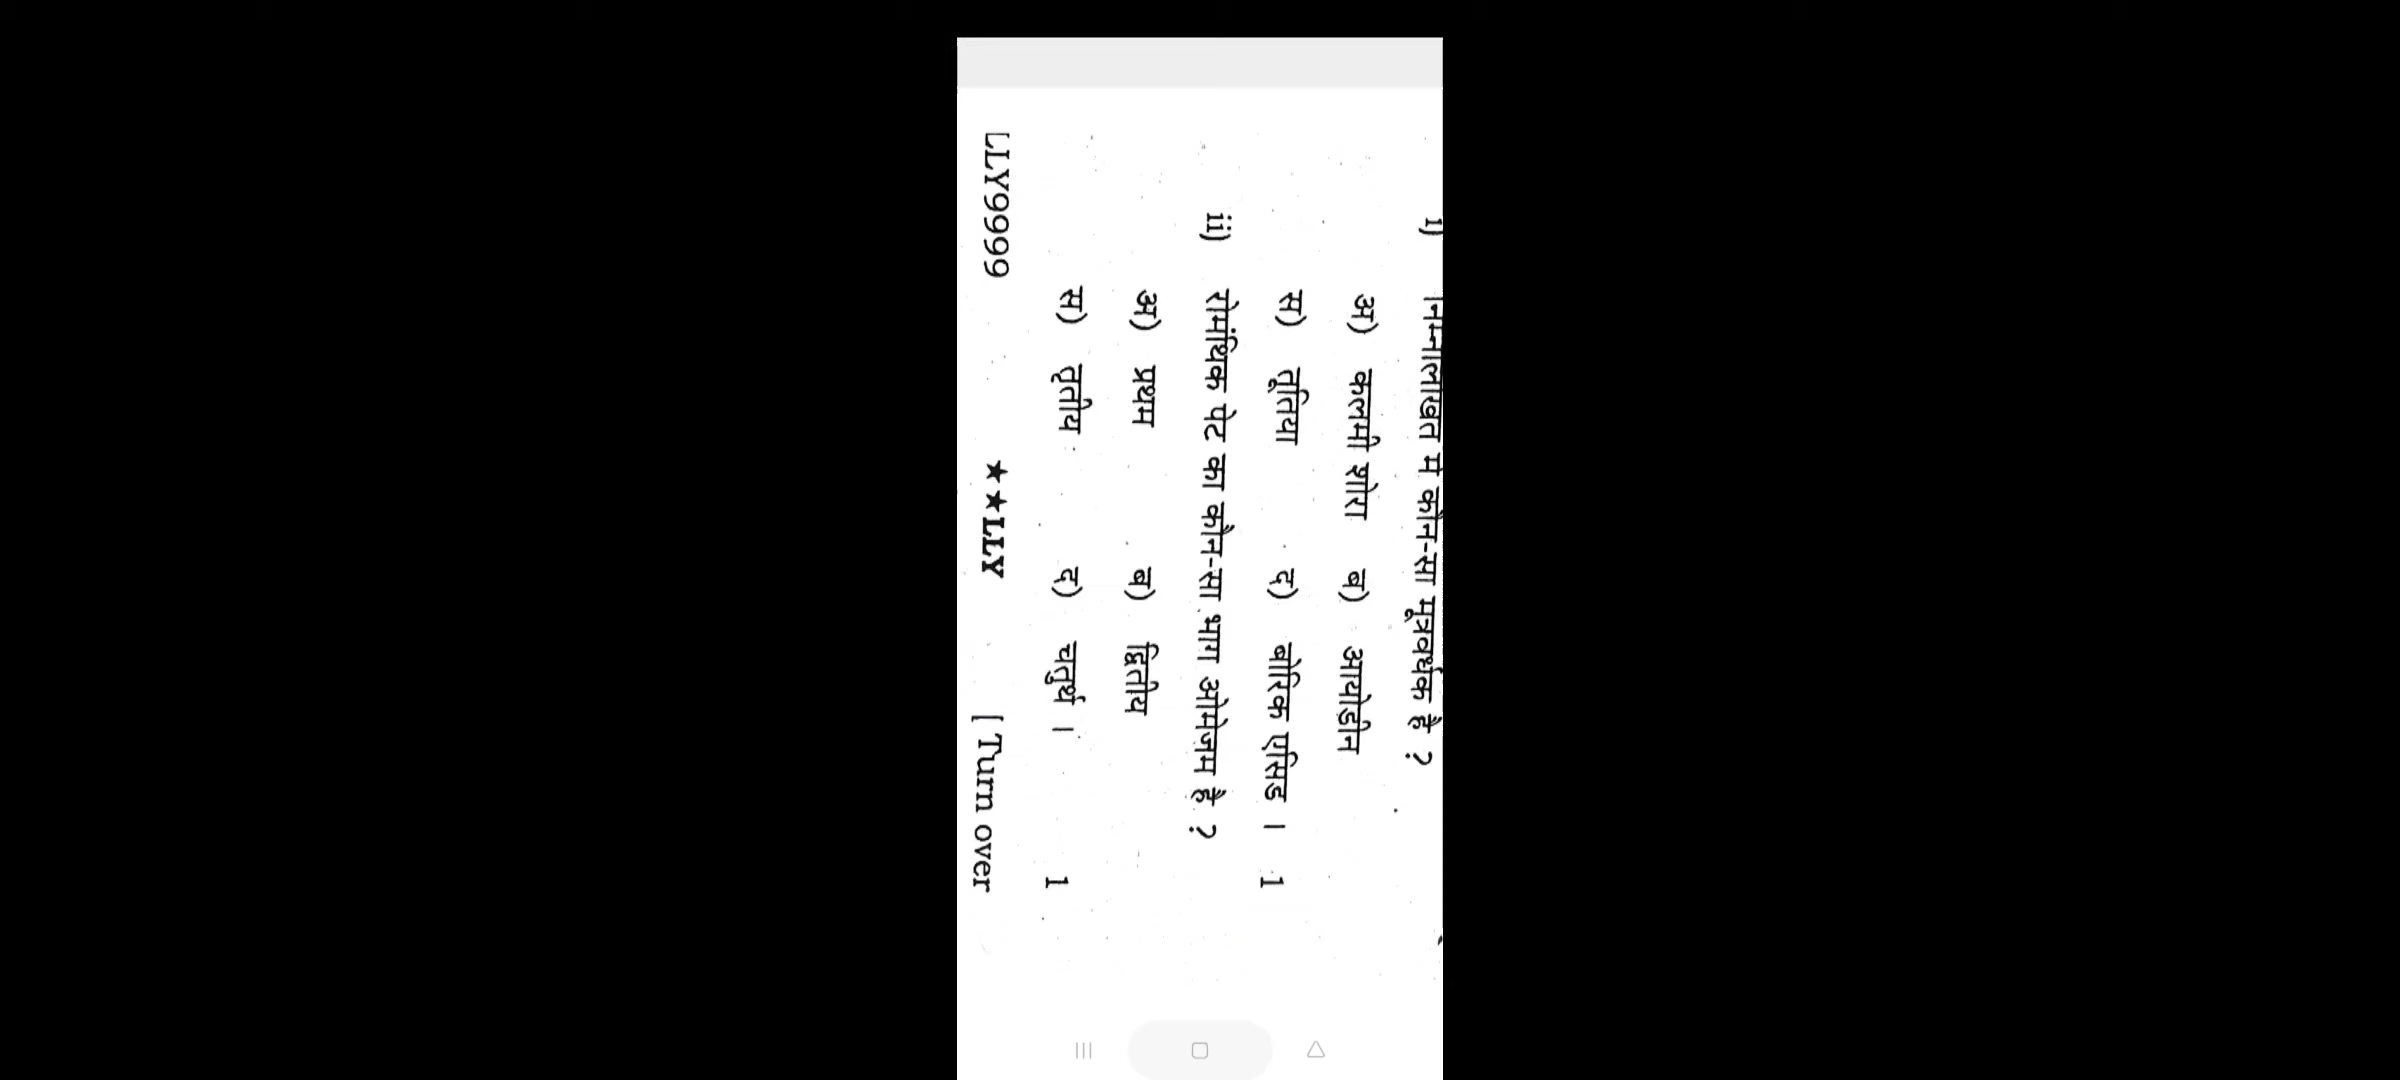 i) निम्नलिखित में कौन-सा मूत्रवर्धक है ?
अ) कलमी शोरा ब) आयोडीन
स) तूतिया द) बोरिक एसिड । 1
ii) रोमंथिक पेट का कौन-सा भाग ओमेजम है ?
अ) प्रथम ब) द्वितीय
स) तृतीय द) चतुर्थ । 1
LLY9999 ★★LLY [ Turn over